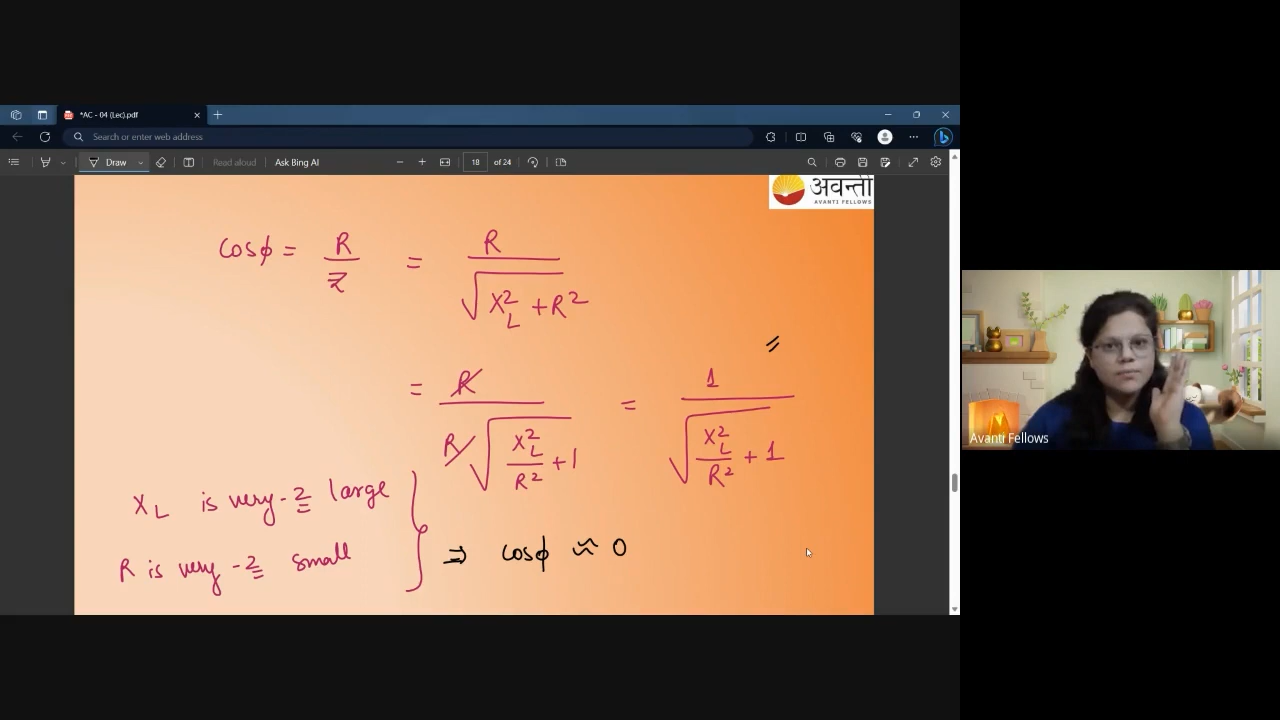 *AC - 04 (Lec).pdf
Search or enter web address
Draw
Read aloud
Ask Bing AI
18 of 24
अवन्ती
AVANTI FELLOWS
cosϕ = R/Z = R/√(X_L² + R²)
= R/(R√(X_L²/R² + 1)) = 1/√(X_L²/R² + 1)
X_L is very-2 large
R is very-2 small
⇒ cosϕ ≈ 0
Avanti Fellows